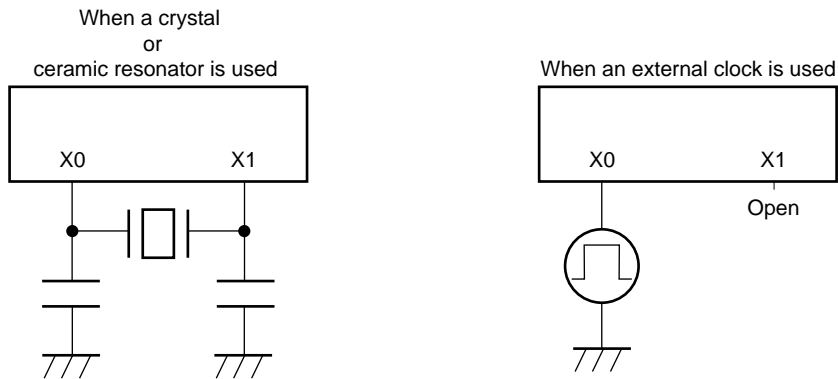 When a crystal
or
ceramic resonator is used
X0
X1
When an external clock is used
X0
X1
Open